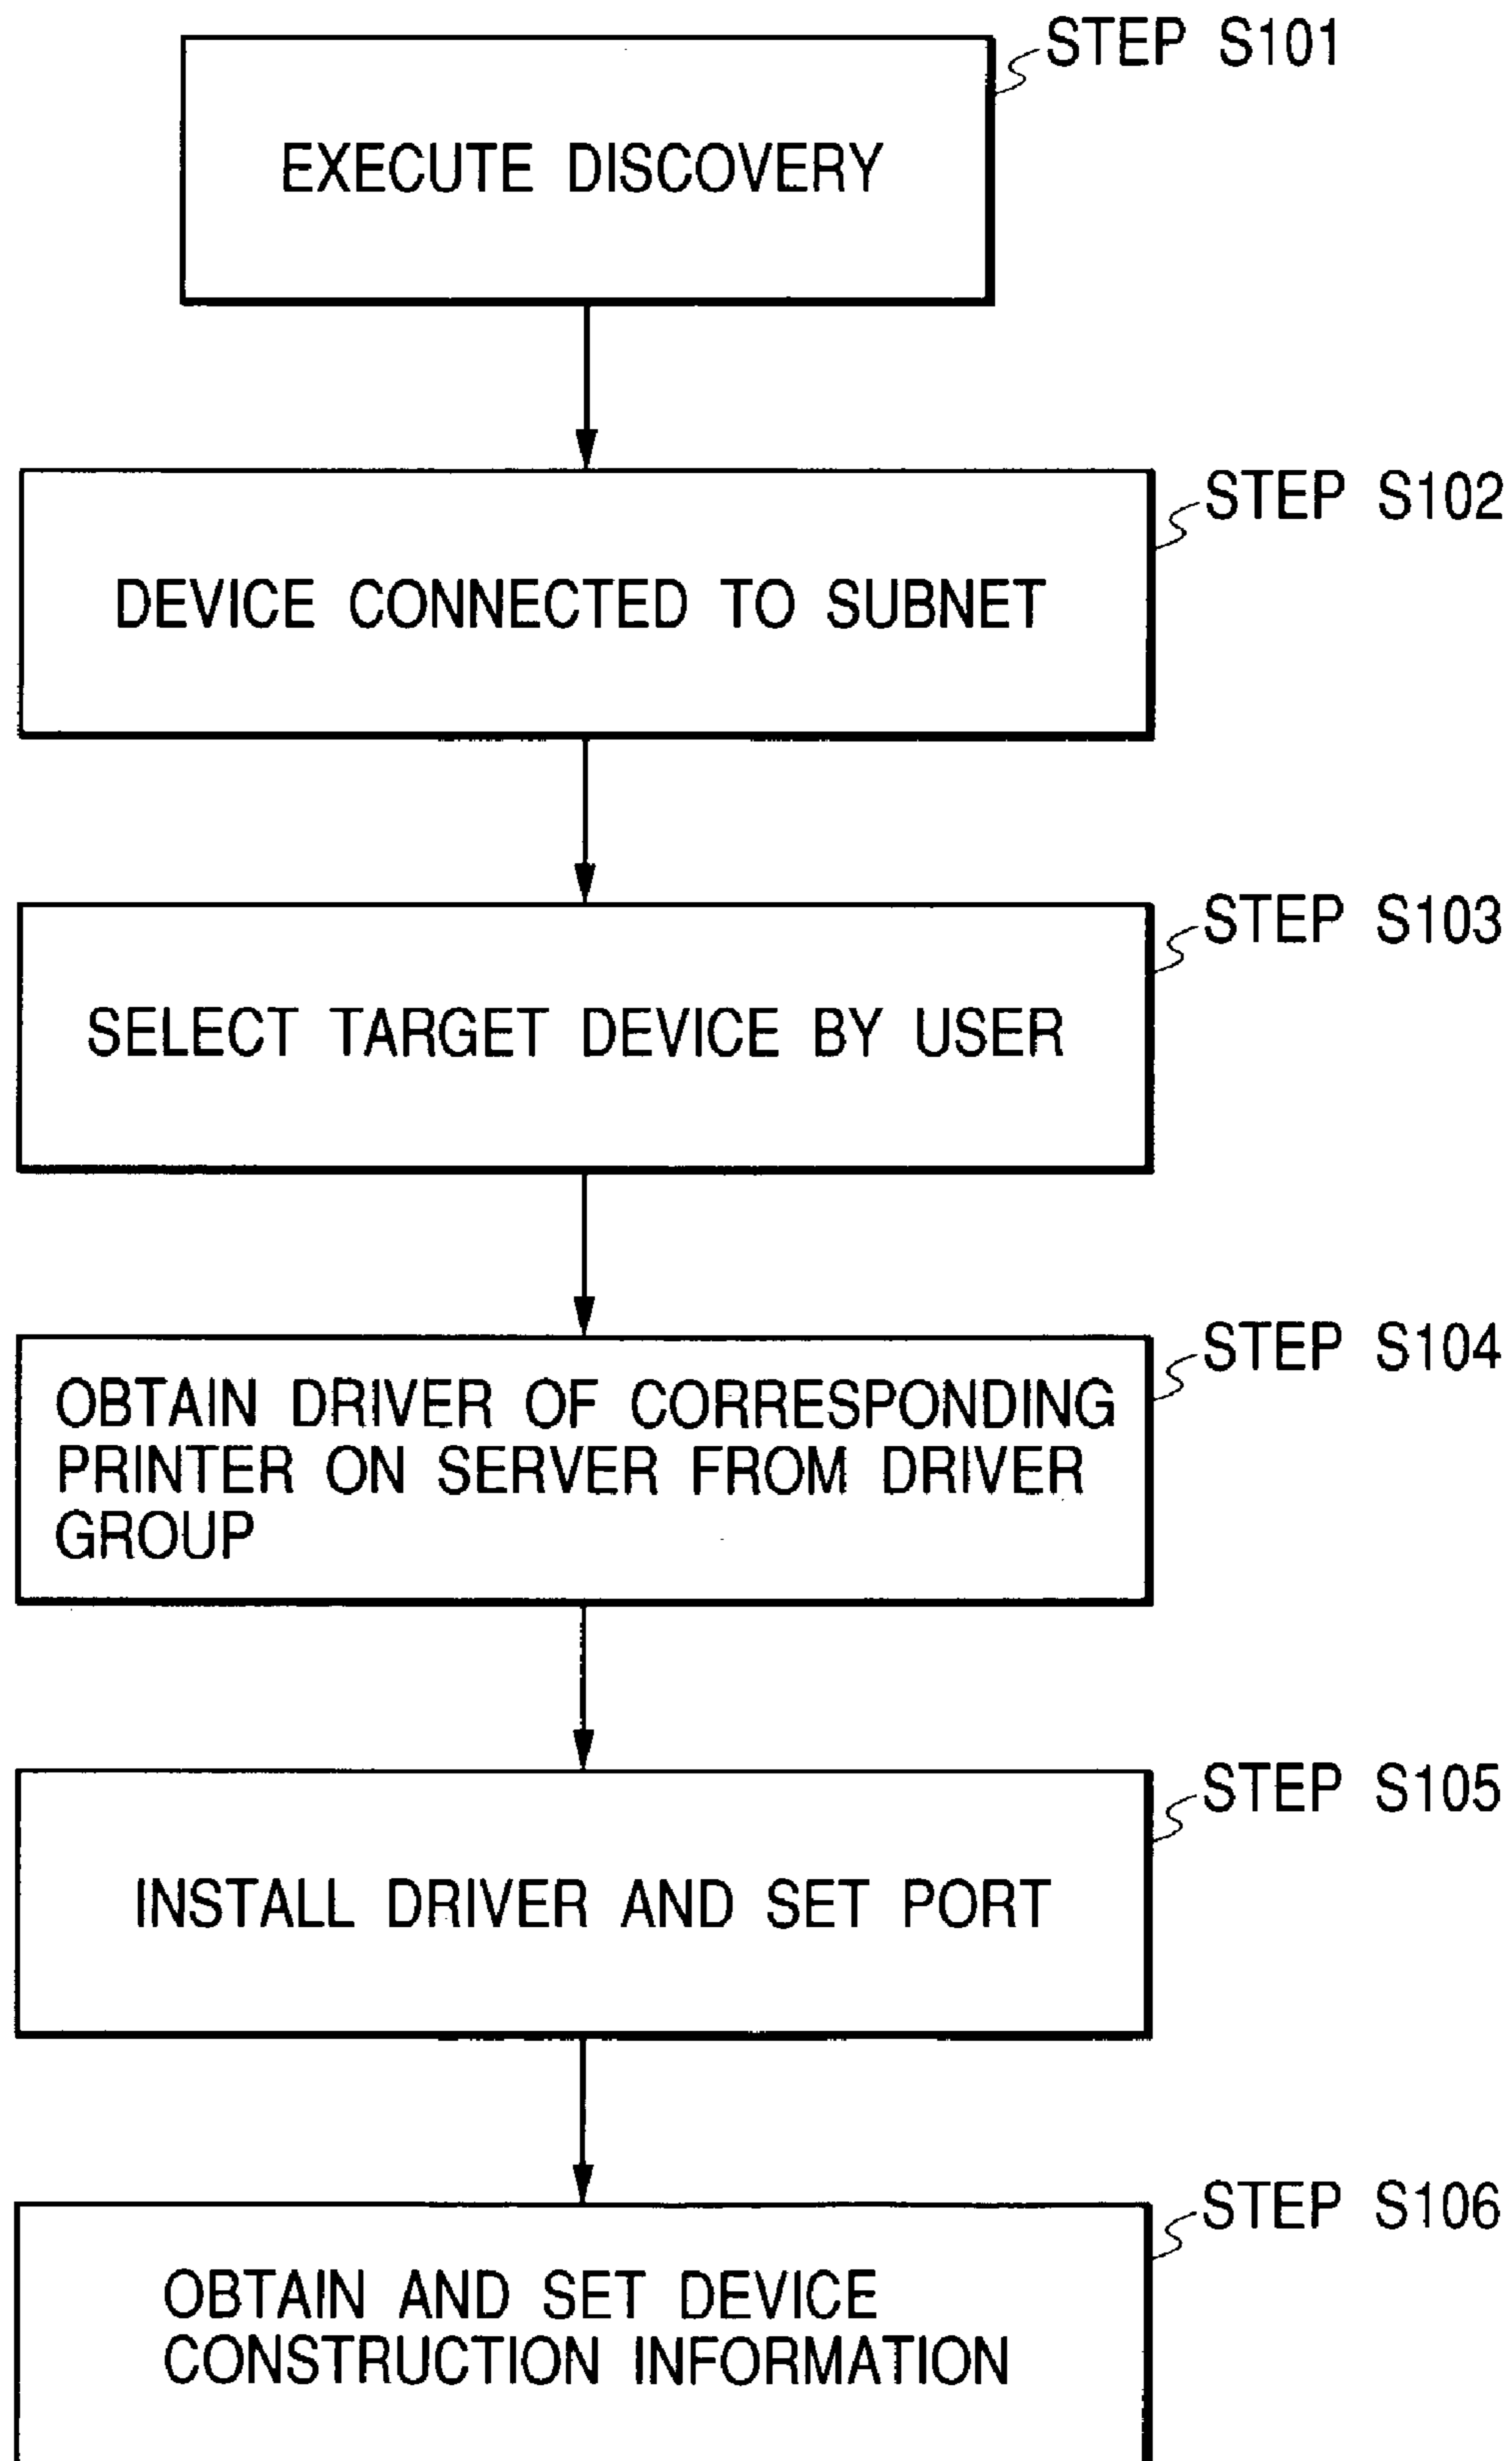 STEP S101
EXECUTE DISCOVERY
STEP S102
DEVICE CONNECTED TO SUBNET
STEP S103
SELECT TARGET DEVICE BY USER
STEP S104
OBTAIN DRIVER OF CORRESPONDING
PRINTER ON SERVER FROM DRIVER
GROUP
STEP S105
INSTALL DRIVER AND SET PORT
STEP S106
OBTAIN AND SET DEVICE
CONSTRUCTION INFORMATION